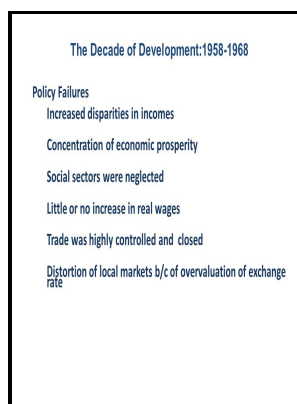 The Decade of Development:1958-1968
Policy Failures
Increased disparities in incomes
Concentration of economic prosperity
Social sectors were neglected
Little or no increase in real wages
Trade was highly controlled and closed
Distortion of local markets b/c of overvaluation of exchange
rate